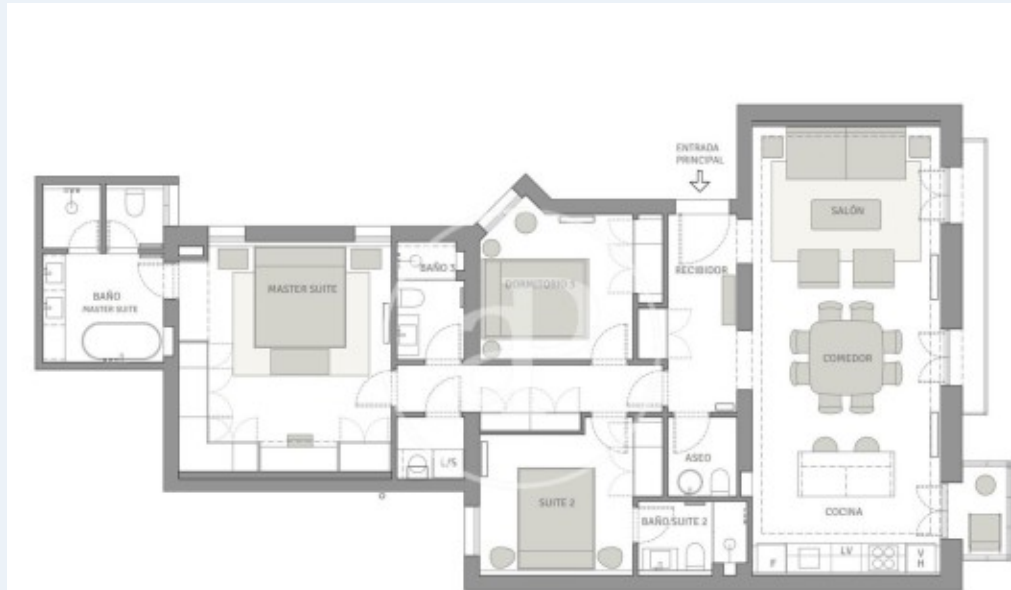 ENTRADA
PRINCIPAL
SALÓN
BAÑO 3
DORMITORIO 3
RECIBIDOR
MASTER SUITE
BAÑO
MASTER SUITE
COMEDOR
L/S
ASEO
SUITE 2
BAÑO SUITE 2
COCINA
F
LV
V
H